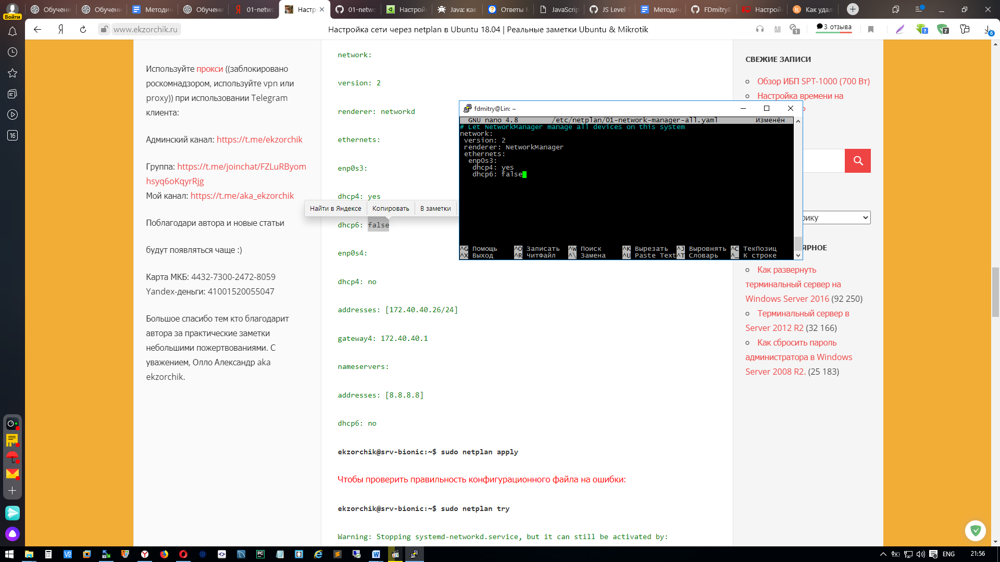 Войти
Обучени
Обучени
Методич
Обучени
01-netwo
Настро
01-netwo
Настрой
Java: как
Ответы М
JavaScrip
JS Level 1
Методич
FDmitry8
Настрой
Как удал
www.ekzorchik.ru
Настройка сети через netplan в Ubuntu 18.04 | Реальные заметки Ubuntu & Mikrotik
1
3 отзыва
?
7
6
16
Используйте прокси ((заблокировано
роскомнадзором, используйте vpn или
proxy)) при использовании Telegram
клиента:
Админский канал: https://t.me/ekzorchik
Группа: https://t.me/joinchat/FZLuRByom
hsyq6oKqyrRjg
Мой канал: https://t.me/aka_ekzorchik
Поблагодари автора и новые статьи
будут появляться чаще :)
Карта МКБ: 4432-7300-2472-8059
Yandex-деньги: 41001520055047
Большое спасибо тем кто благодарит
автора за практические заметки
небольшими пожертвованиями. С
уважением, Олло Александр aka
ekzorchik.
network:
version: 2
renderer: networkd
ethernets:
enp0s3:
dhcp4: yes
Найти в Яндексе
Копировать
В заметки
dhcp6: false
enp0s4:
dhcp4: no
addresses: [172.40.40.26/24]
gateway4: 172.40.40.1
nameservers:
addresses: [8.8.8.8]
dhcp6: no
ekzorchik@srv-bionic:~$ sudo netplan apply
Чтобы проверить правильность конфигурационного файла на ошибки:
ekzorchik@srv-bionic:~$ sudo netplan try
Warning: Stopping systemd-networkd.service, but it can still be activated by:
fdmitry@Lin: ~
GNU nano 4.8 /etc/netplan/01-network-manager-all.yaml Изменён
# Let NetworkManager manage all devices on this system
network:
version: 2
renderer: NetworkManager
ethernets:
enp0s3:
dhcp4: yes
dhcp6: false
^G Помощь ^O Записать ^W Поиск ^K Вырезать ^J Выровнять ^C ТекПозиц
^X Выход ^R ЧитФайл ^\ Замена ^U Paste Text ^T Словарь ^_ К строке
СВЕЖИЕ ЗАПИСИ
Обзор ИБП SPT-1000 (700 Вт)
Настройка времени на
рику
ЯРНОЕ
Как развернуть
терминальный сервер на
Windows Server 2016 (92 250)
Терминальный сервер в
Server 2012 R2 (32 166)
Как сбросить пароль
администратора в Windows
Server 2008 R2. (25 183)
ENG
21:56